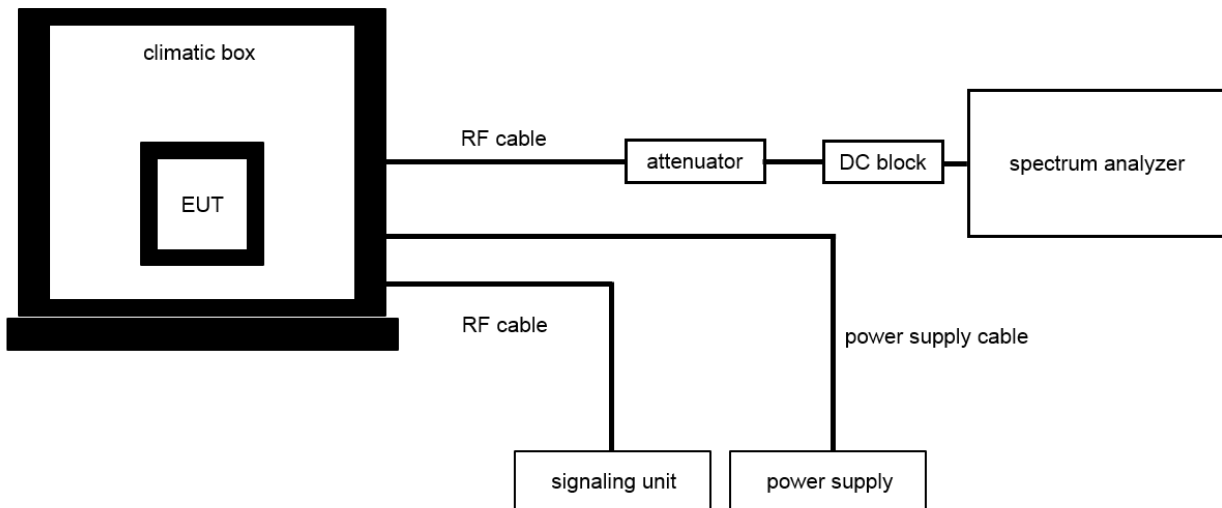 climatic box
RF cable
attenuator
DC block
spectrum analyzer
EUT
RF cable
power supply cable
signaling unit
power supply